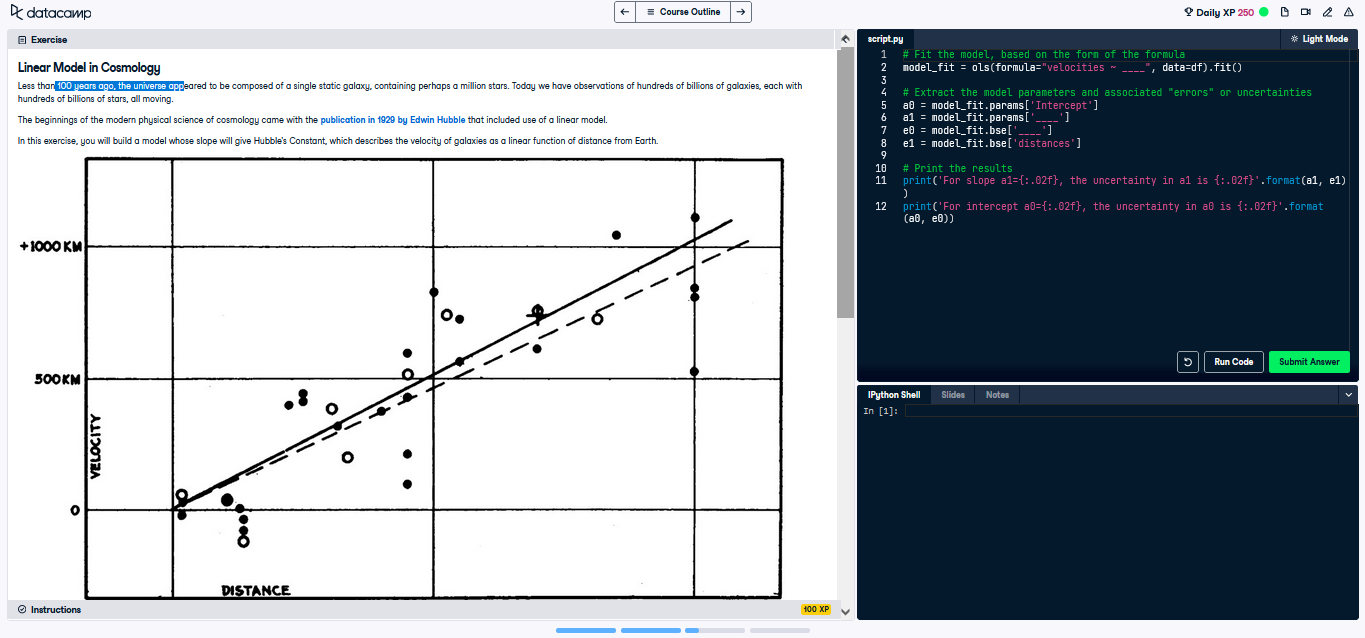 datacamp
Course Outline
Daily XP 250
Exercise
Linear Model in Cosmology
Less than 100 years ago, the universe appeared to be composed of a single static galaxy, containing perhaps a million stars. Today we have observations of hundreds of billions of galaxies, each with
hundreds of billions of stars, all moving.
The beginnings of the modern physical science of cosmology came with the publication in 1929 by Edwin Hubble that included use of a linear model.
In this exercise, you will build a model whose slope will give Hubble's Constant, which describes the velocity of galaxies as a linear function of distance from Earth.
+1000 KM
500 KM
VELOCITY
0
DISTANCE
Instructions
100 XP
script.py
Light Mode
1 # Fit the model, based on the form of the formula
2 model_fit = ols(formula="velocities ~ ____", data=df).fit()
3
4 # Extract the model parameters and associated "errors" or uncertainties
5 a0 = model_fit.params['Intercept']
6 a1 = model_fit.params['____']
7 e0 = model_fit.bse['____']
8 e1 = model_fit.bse['distances']
9
10 # Print the results
11 print('For slope a1={:.02f}, the uncertainty in a1 is {:.02f}'.format(a1, e1)
)
12 print('For intercept a0={:.02f}, the uncertainty in a0 is {:.02f}'.format
(a0, e0))
Run Code
Submit Answer
IPython Shell
Slides
Notes
In [1]: